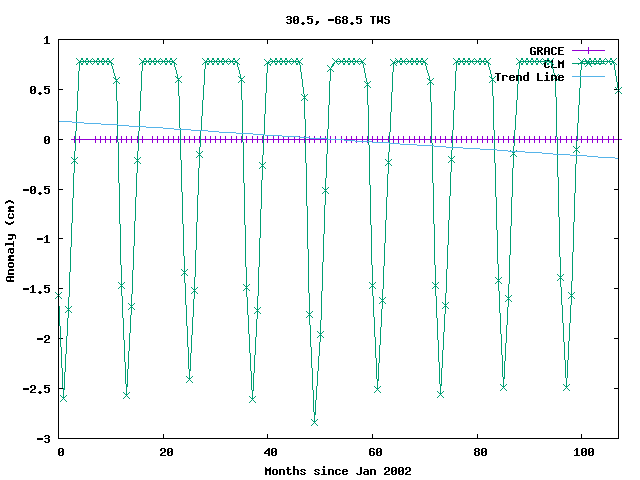 30.5, -68.5 TWS
GRACE
CLM
Trend Line
1
0.5
0
-0.5
-1
-1.5
-2
-2.5
-3
Anomaly (cm)
0 20 40 60 80 100
Months since Jan 2002